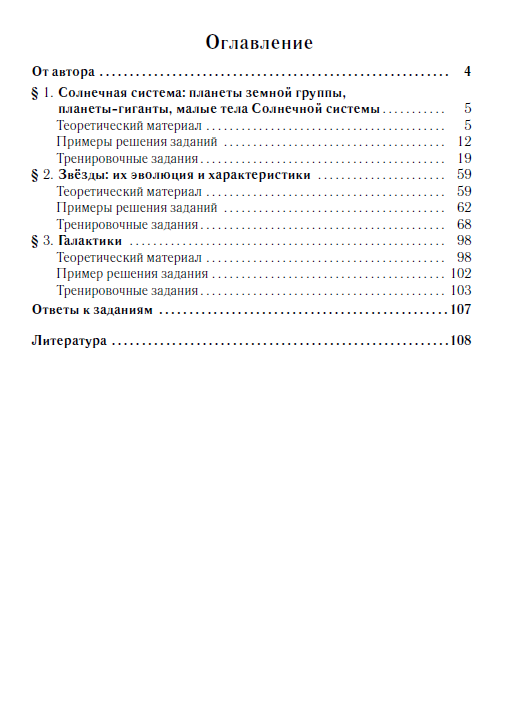 Оглавление
От автора ........................................................ 4
§ 1. Солнечная система: планеты земной группы,
планеты-гиганты, малые тела Солнечной системы .......... 5
Теоретический материал ..................................... 5
Примеры решения заданий ................................... 12
Тренировочные задания ...................................... 19
§ 2. Звёзды: их эволюция и характеристики .................... 59
Теоретический материал ..................................... 59
Примеры решения заданий ................................... 62
Тренировочные задания ...................................... 68
§ 3. Галактики ................................................. 98
Теоретический материал ..................................... 98
Пример решения задания .................................... 102
Тренировочные задания ...................................... 103
Ответы к заданиям ............................................. 107
Литература ..................................................... 108